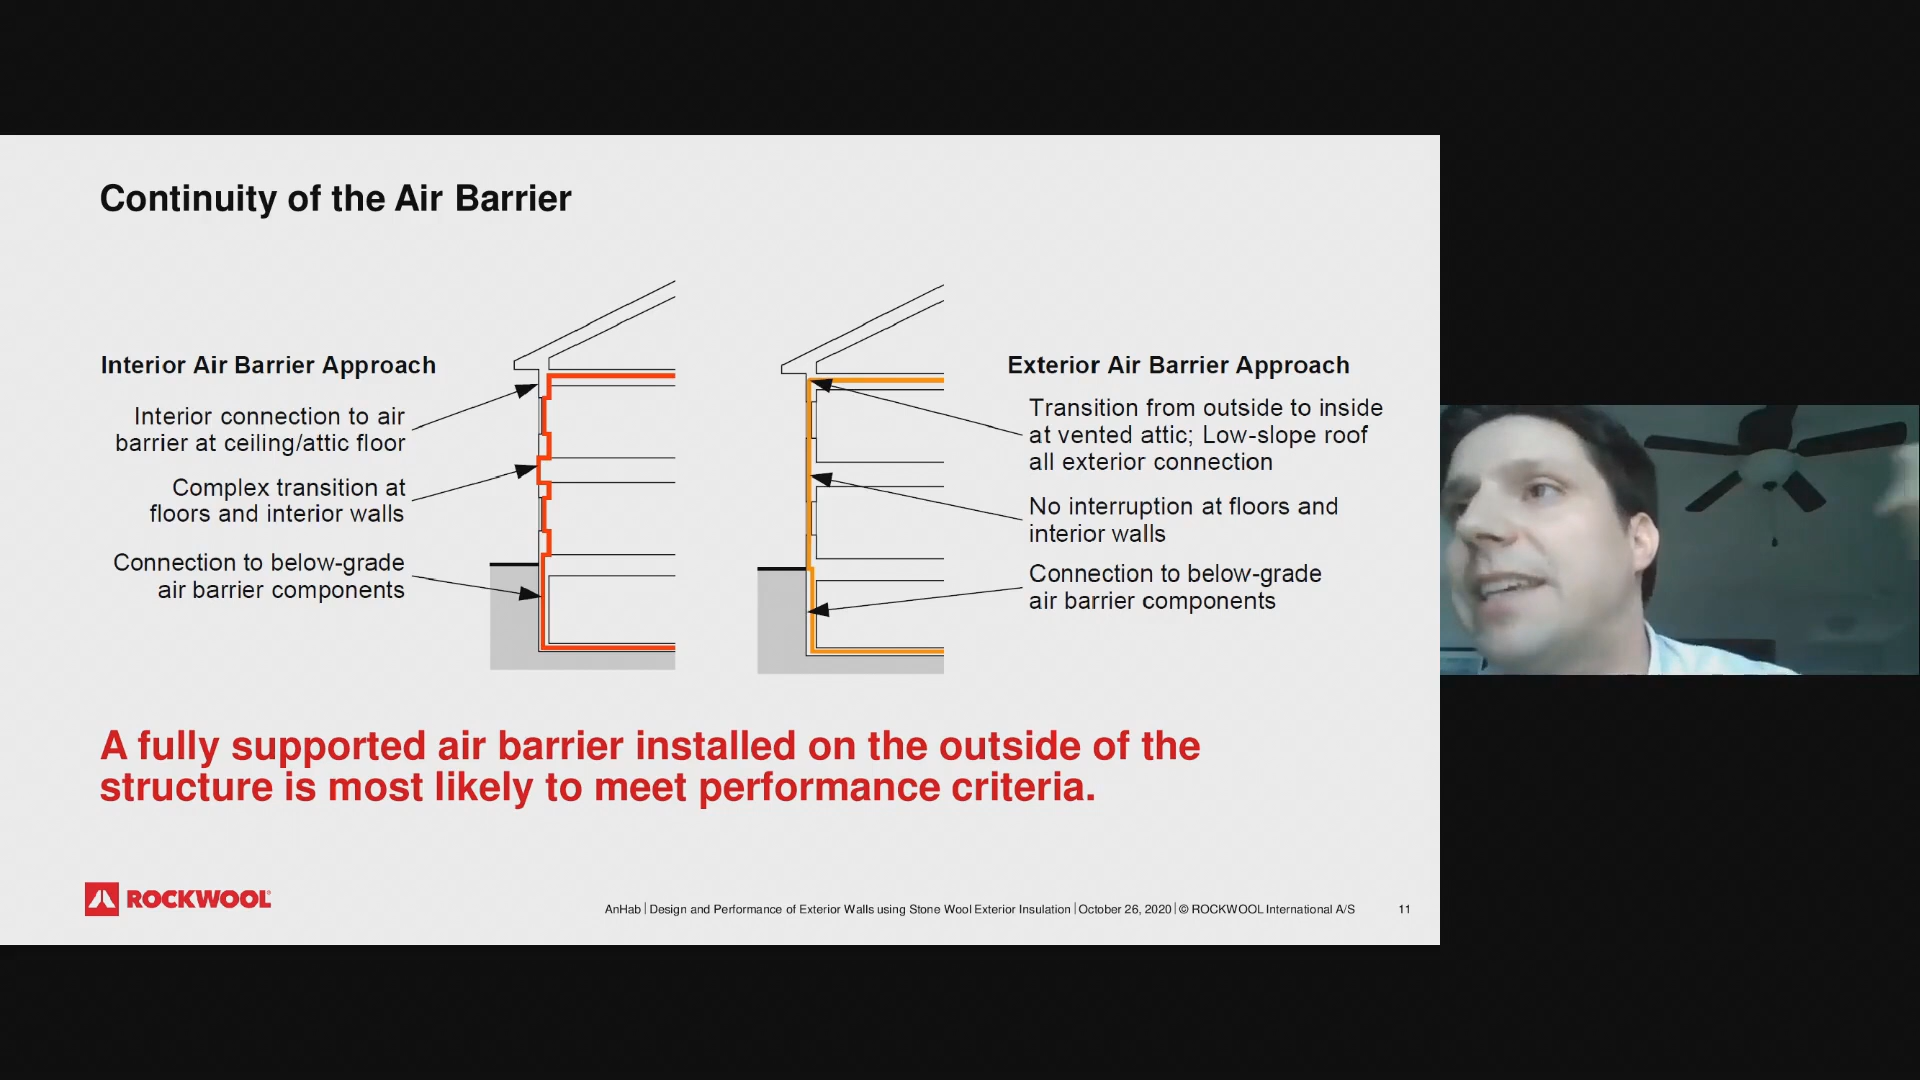 Continuity of the Air Barrier
Interior Air Barrier Approach
Interior connection to air
barrier at ceiling/attic floor
Complex transition at
floors and interior walls
Connection to below-grade
air barrier components
Exterior Air Barrier Approach
Transition from outside to inside
at vented attic; Low-slope roof
all exterior connection
No interruption at floors and
interior walls
Connection to below-grade
air barrier components
A fully supported air barrier installed on the outside of the
structure is most likely to meet performance criteria.
ROCKWOOL®
AnHab | Design and Performance of Exterior Walls using Stone Wool Exterior Insulation | October 26, 2020 | © ROCKWOOL International A/S 11